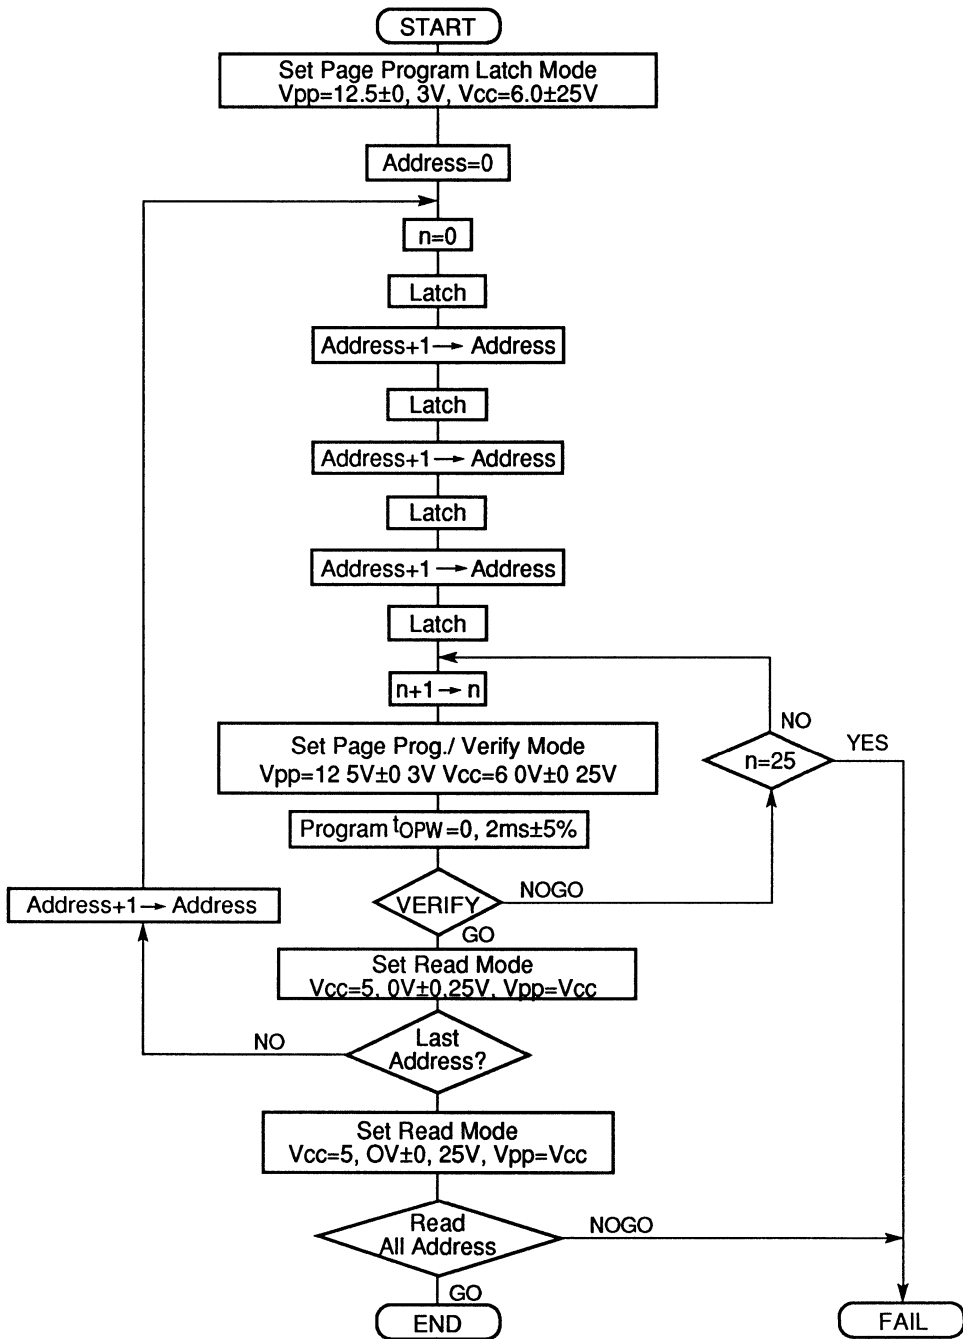 START
Set Page Program Latch Mode
Vpp=12.5±0, 3V, Vcc=6.0±25V
Address=0
n=0
Latch
Address+1→ Address
Latch
Address+1→ Address
Latch
Address+1→ Address
Latch
n+1→ n
Set Page Prog./ Verify Mode
Vpp=12 5V±0 3V Vcc=6 0V±0 25V
NO
n=25
YES
Program tOPW=0, 2ms±5%
VERIFY
NOGO
GO
Address+1→ Address
Set Read Mode
Vcc=5, 0V±0.25V, Vpp=Vcc
Last
Address?
NO
Set Read Mode
Vcc=5, OV±0, 25V, Vpp=Vcc
Read
All Address
NOGO
GO
END
FAIL